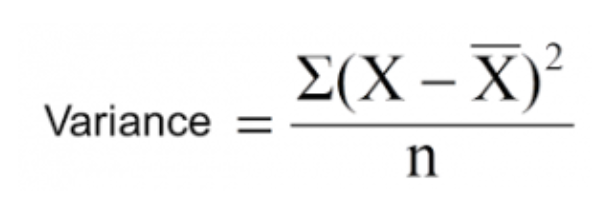 Variance = Σ(X – X̅)² / n